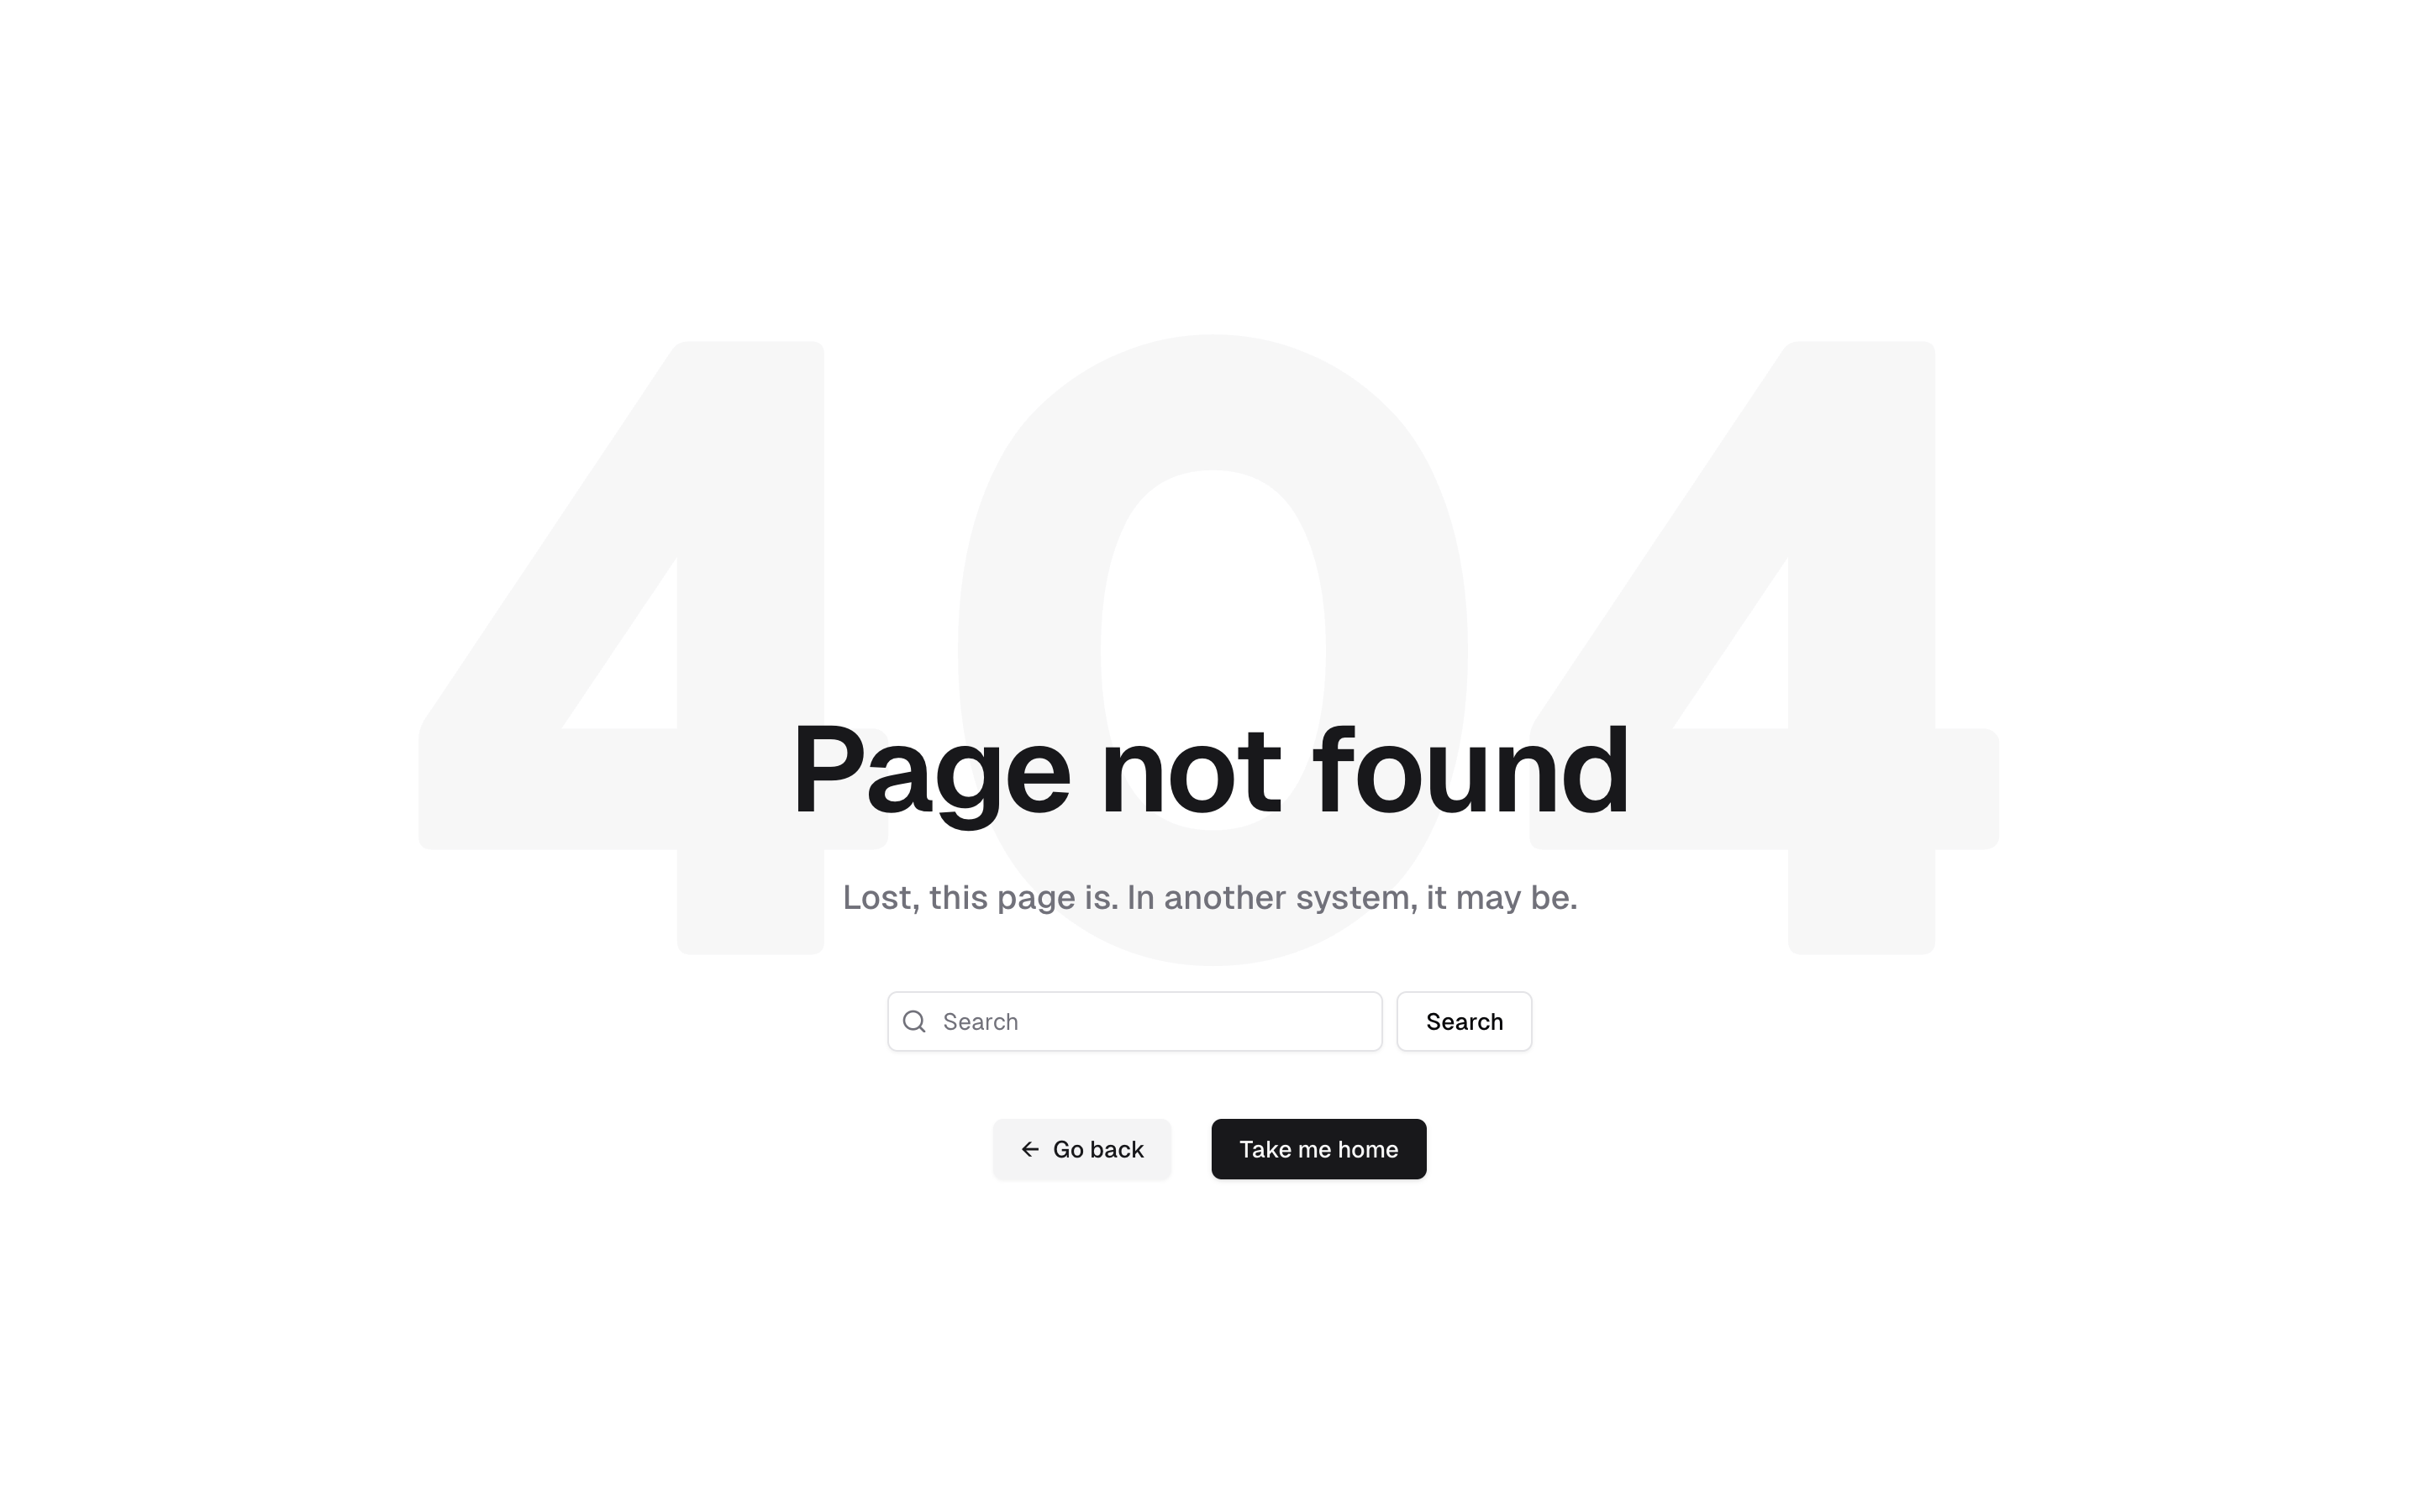 404
Page not found
Lost, this page is. In another system, it may be.
Search Search
← Go back Take me home